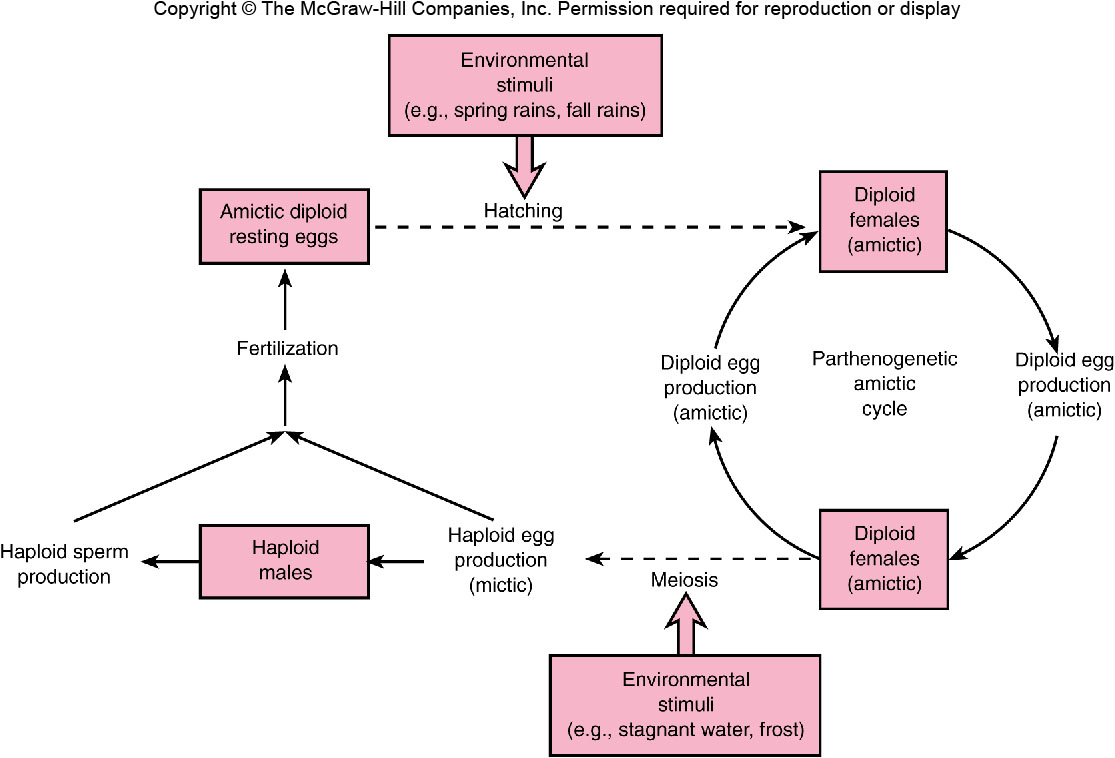 Copyright © The McGraw-Hill Companies, Inc. Permission required for reproduction or display
Environmental
stimuli
(e.g., spring rains, fall rains)
Amictic diploid
resting eggs
Hatching
Diploid
females
(amictic)
Fertilization
Diploid egg
production
(amictic)
Parthenogenetic
amictic
cycle
Diploid egg
production
(amictic)
Haploid sperm
production
Haploid
males
Haploid egg
production
(mictic)
Meiosis
Diploid
females
(amictic)
Environmental
stimuli
(e.g., stagnant water, frost)